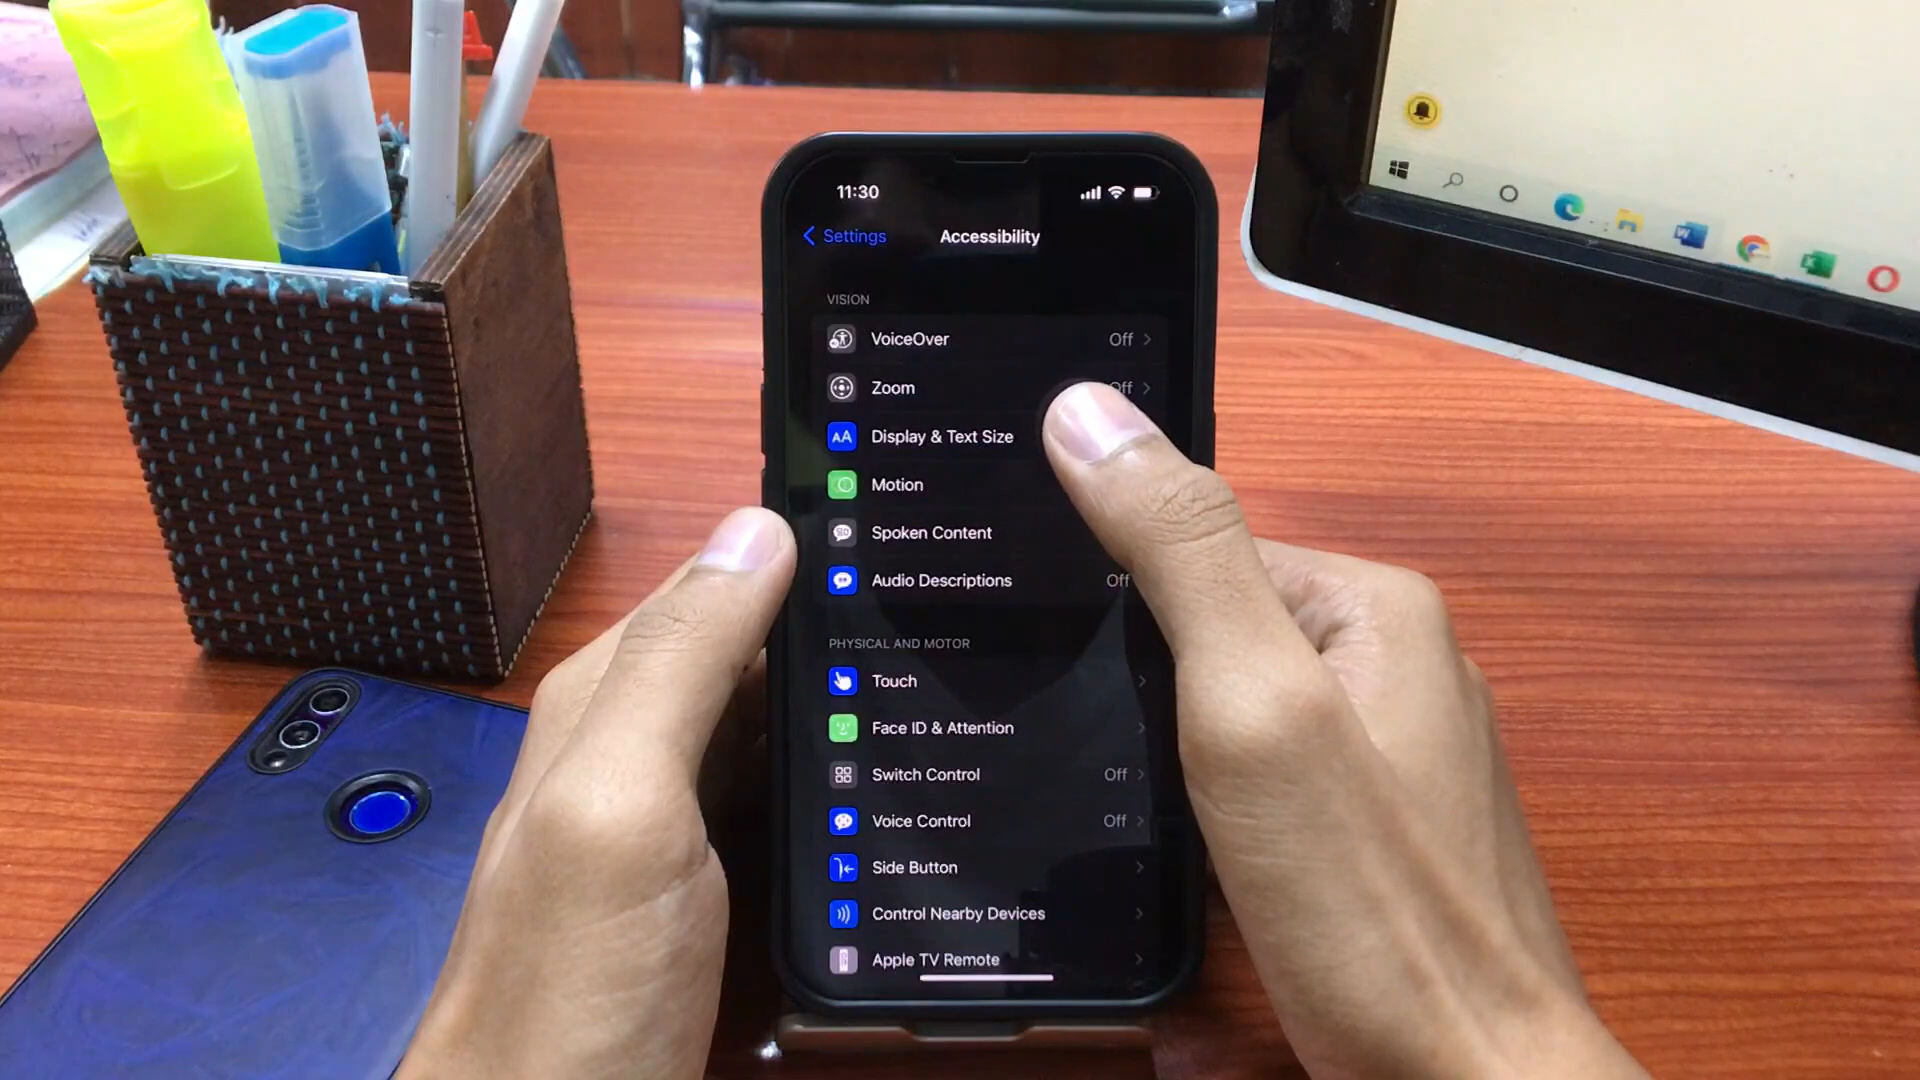 11:30
Settings
Accessibility
VISION
VoiceOver Off
Zoom Off
AA Display & Text Size
Motion
Spoken Content
Audio Descriptions Off
PHYSICAL AND MOTOR
Touch
Face ID & Attention
Switch Control Off
Voice Control Off
Side Button
Control Nearby Devices
Apple TV Remote